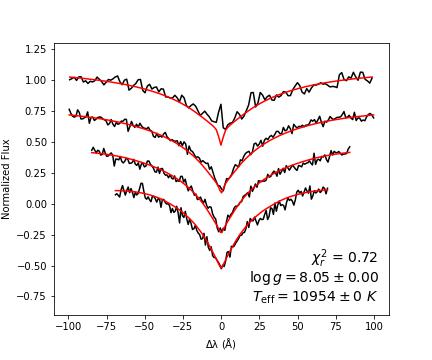 1.25
1.00
0.75
0.50
0.25
0.00
−0.25
−0.50
−0.75
Normalized Flux
χ²ᵣ = 0.72
log g = 8.05 ± 0.00
T_eff = 10954 ± 0 K
−100 −75 −50 −25 0 25 50 75 100
Δλ (Å)